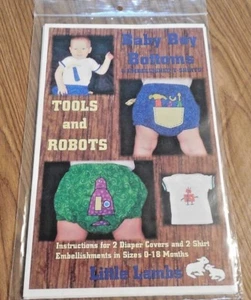 Baby Boy
Bottoms
TOOLS
and
ROBOTS
Instructions for 2 Diaper Covers and 2 Shirt
Embellishments in Sizes 0-18 Months
Little Lambs